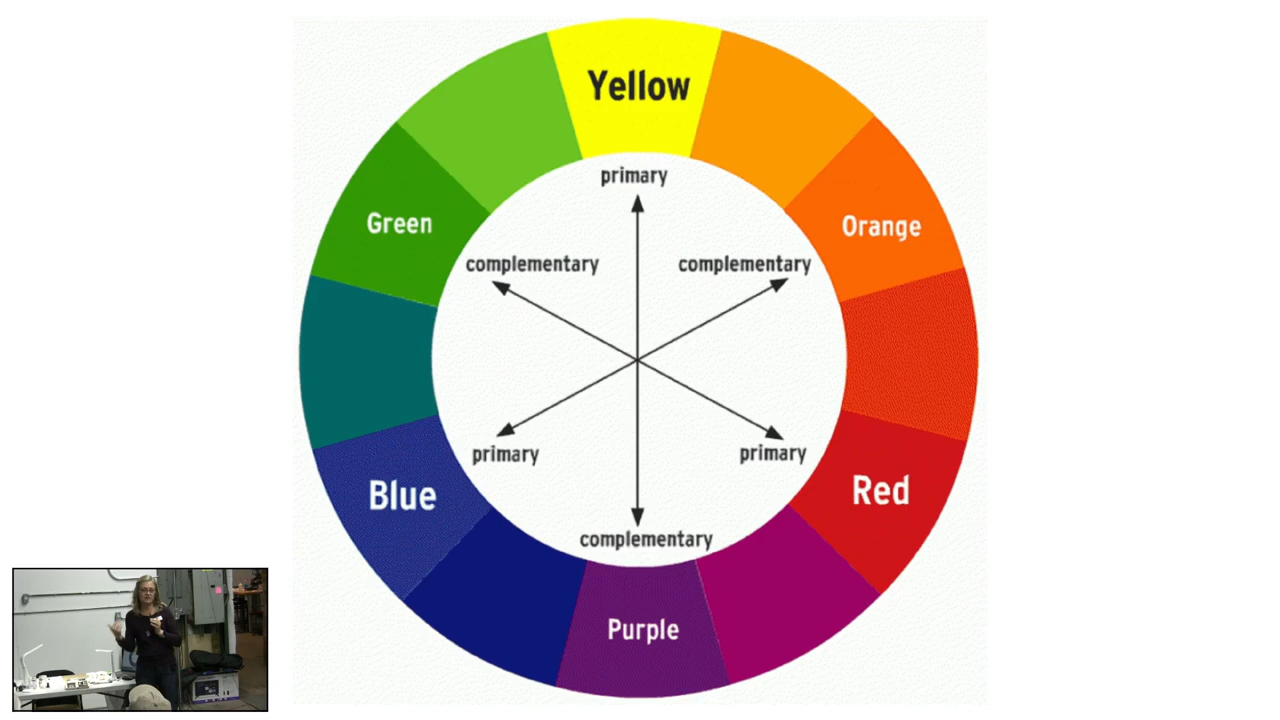 Yellow
primary
Green
Orange
complementary
complementary
primary
primary
Blue
Red
complementary
Purple